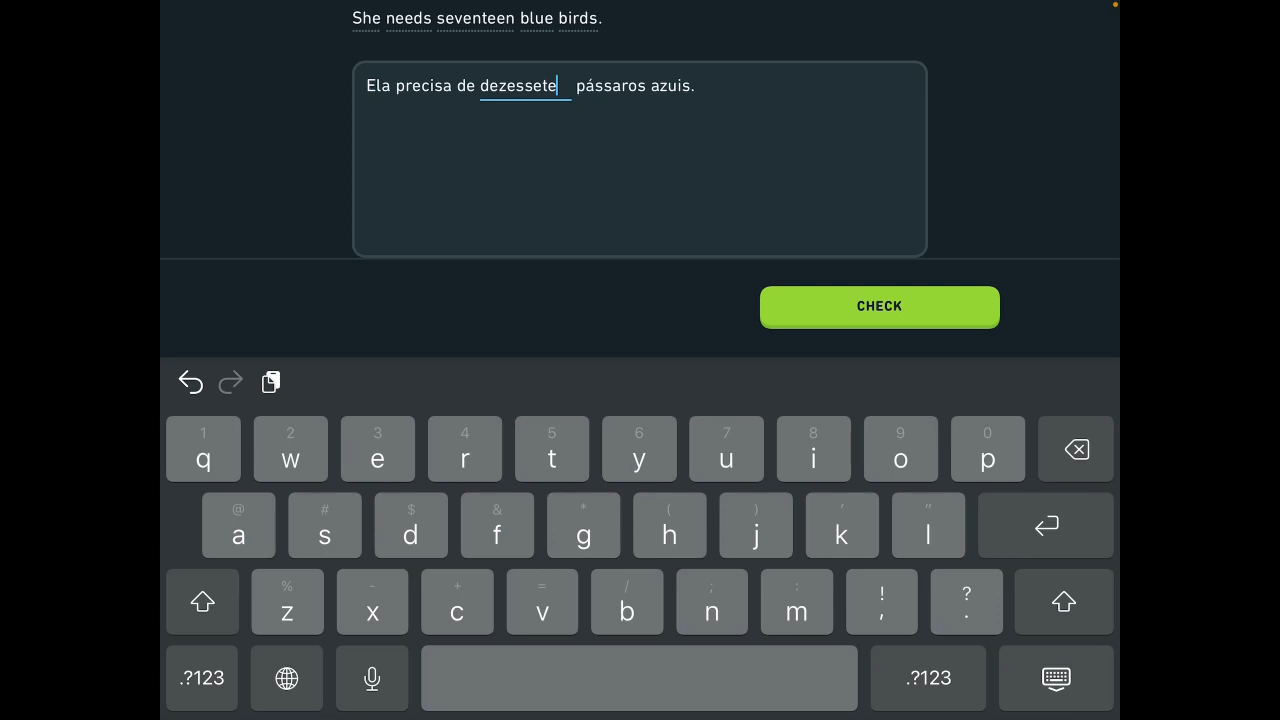 She needs seventeen blue birds.
Ela precisa de dezessete pássaros azuis.
CHECK
1 2 3 4 5 6 7 8 9 0
q w e r t y u i o p
@ # $ & * ( ) ' "
a s d f g h j k l
% - + = / ; : ! ?
z x c v b n m , .
.?123 .?123